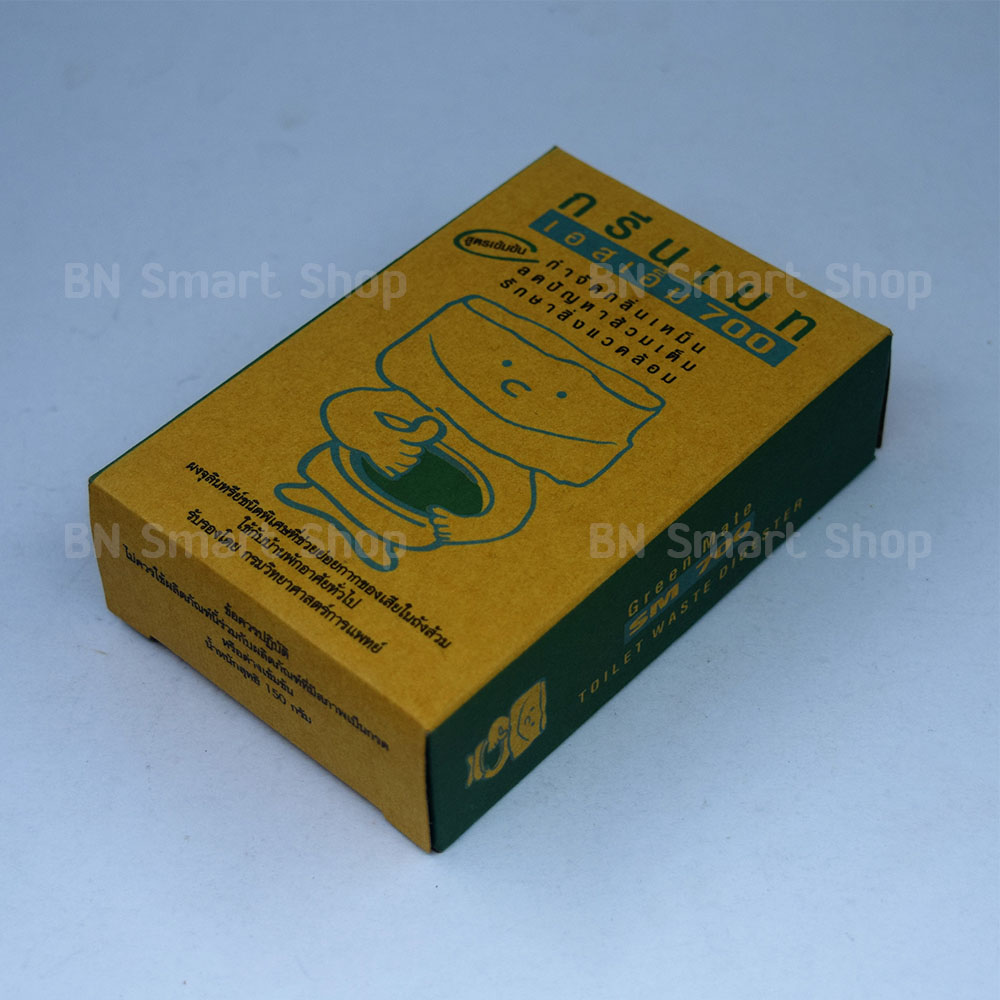 กรีนเมท
เอส เอ็ม 700
สูตรเข้มข้น
กำจัดกลิ่นเหม็น
ลดปัญหาส้วมเต็ม
รักษาสิ่งแวดล้อม
ผงจุลินทรีย์ชนิดพิเศษที่ช่วยย่อยกากของเสียในถังส้วม
ใช้กับบ้านพักอาศัยทั่วไป
รับรองโดย กรมวิทยาศาสตร์การแพทย์
ข้อควรปฏิบัติ
ไม่ควรใช้ผลิตภัณฑ์นี้ร่วมกับผลิตภัณฑ์ที่มีสภาพเป็นกรด
หรือด่างเข้มข้น
น้ำหนักสุทธิ 150 กรัม
Green Mate
SM 700
TOILET WASTE DIGESTER
BN Smart Shop
BN Smart Shop
BN Smart Shop
BN Smart Shop